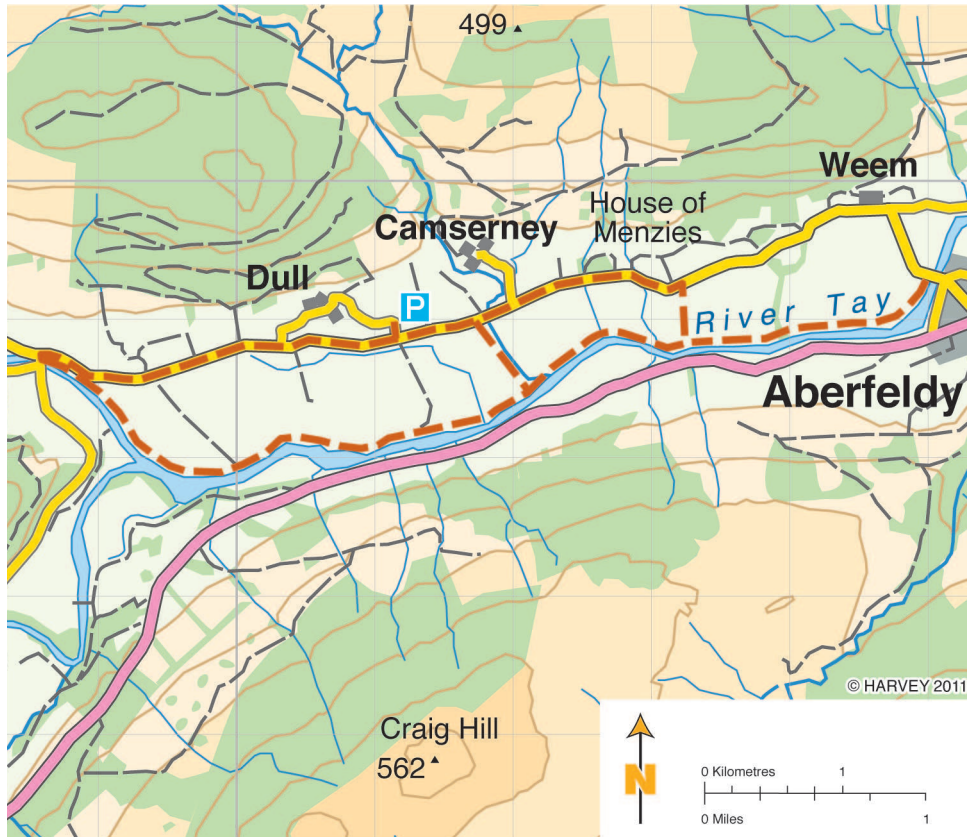 499
Weem
House of
Menzies
Camserney
Dull
P
River Tay
Aberfeldy
© HARVEY 2011
Craig Hill
562
N
0 Kilometres 1
0 Miles 1